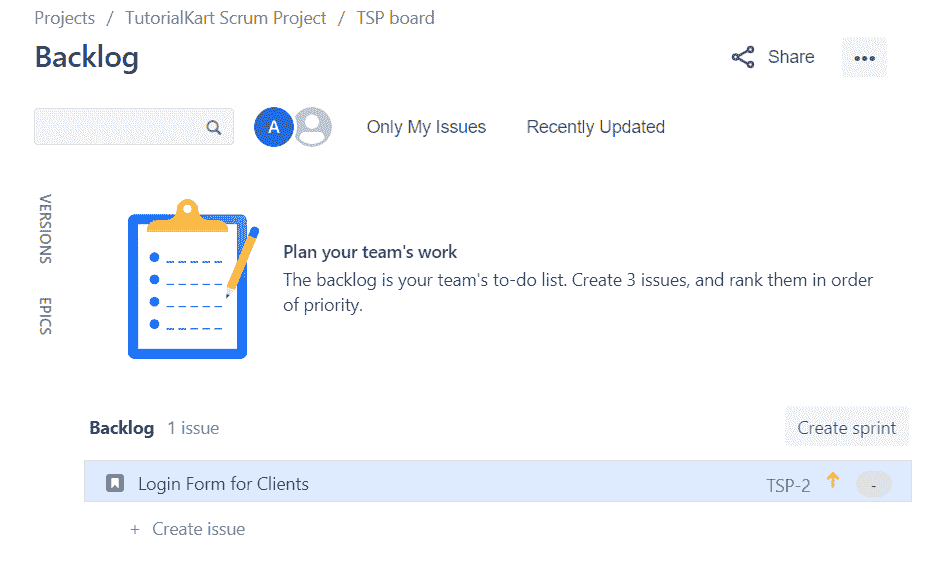 Projects / TutorialKart Scrum Project / TSP board
Backlog
Share
A
Only My Issues
Recently Updated
VERSIONS
EPICS
Plan your team's work
The backlog is your team's to-do list. Create 3 issues, and rank them in order
of priority.
Backlog 1 issue
Create sprint
Login Form for Clients
TSP-2
-
+ Create issue